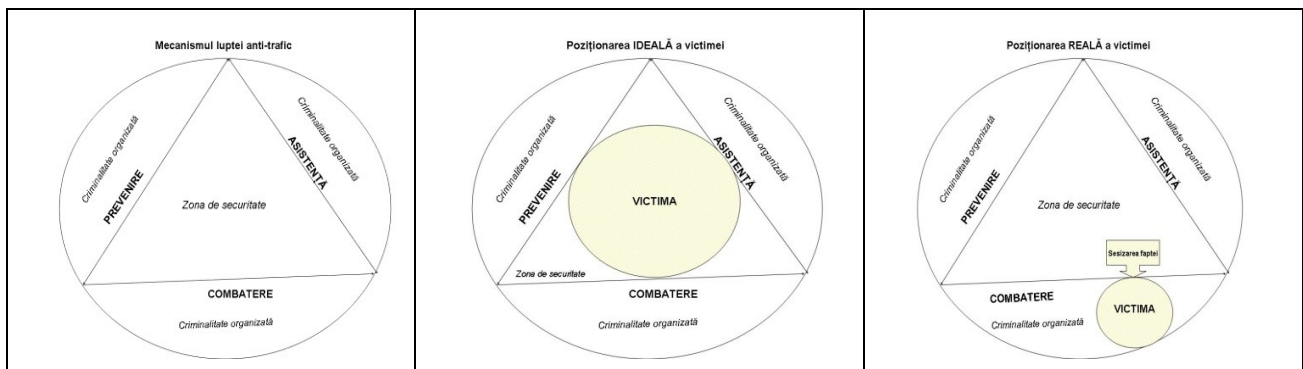 Mecanismul luptei anti-trafic
Criminalitate organizată
Criminalitate organizată
PREVENIRE
ASISTENȚĂ
Zona de securitate
COMBATERE
Criminalitate organizată
Poziționarea IDEALĂ a victimei
Criminalitate organizată
Criminalitate organizată
PREVENIRE
ASISTENȚĂ
VICTIMA
Zona de securitate
COMBATERE
Criminalitate organizată
Poziționarea REALĂ a victimei
Criminalitate organizată
Criminalitate organizată
PREVENIRE
ASISTENȚĂ
Zona de securitate
Sesizarea faptei
COMBATERE
VICTIMA
Criminalitate organizată